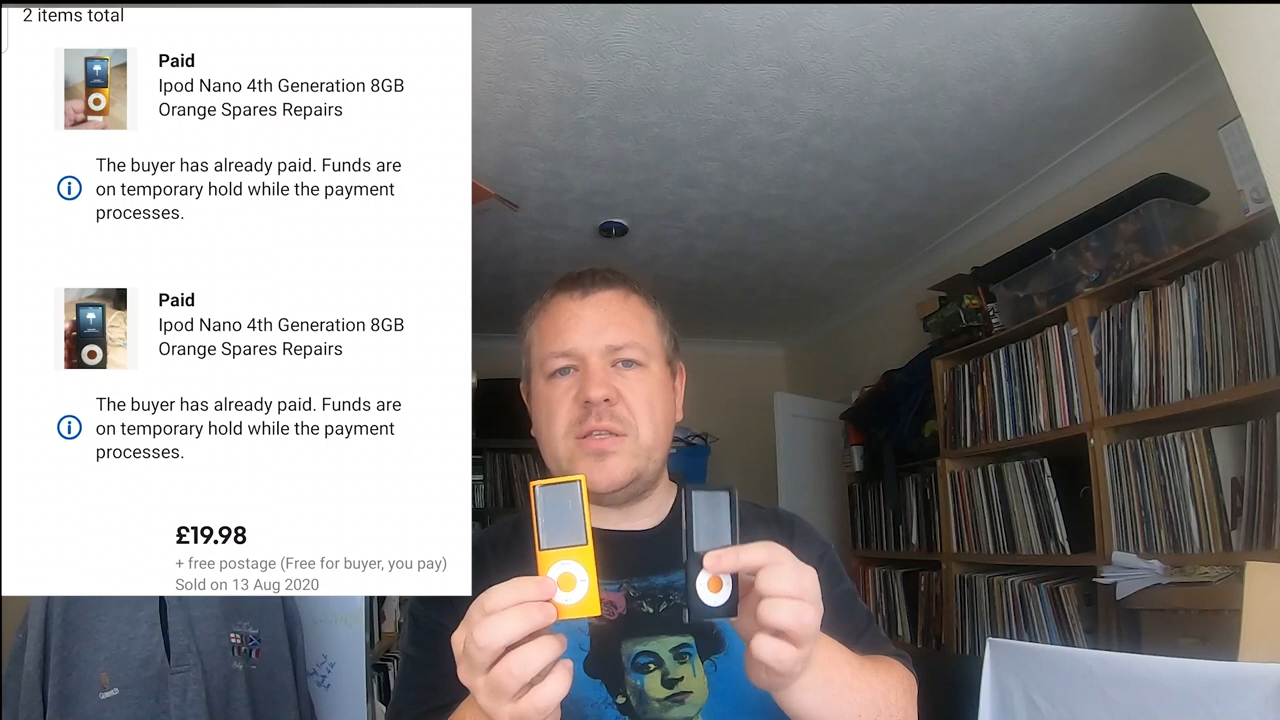 2 items total
Paid
Ipod Nano 4th Generation 8GB
Orange Spares Repairs
The buyer has already paid. Funds are
on temporary hold while the payment
processes.
Paid
Ipod Nano 4th Generation 8GB
Orange Spares Repairs
The buyer has already paid. Funds are
on temporary hold while the payment
processes.
£19.98
+ free postage (Free for buyer, you pay)
Sold on 13 Aug 2020
GUINNESS